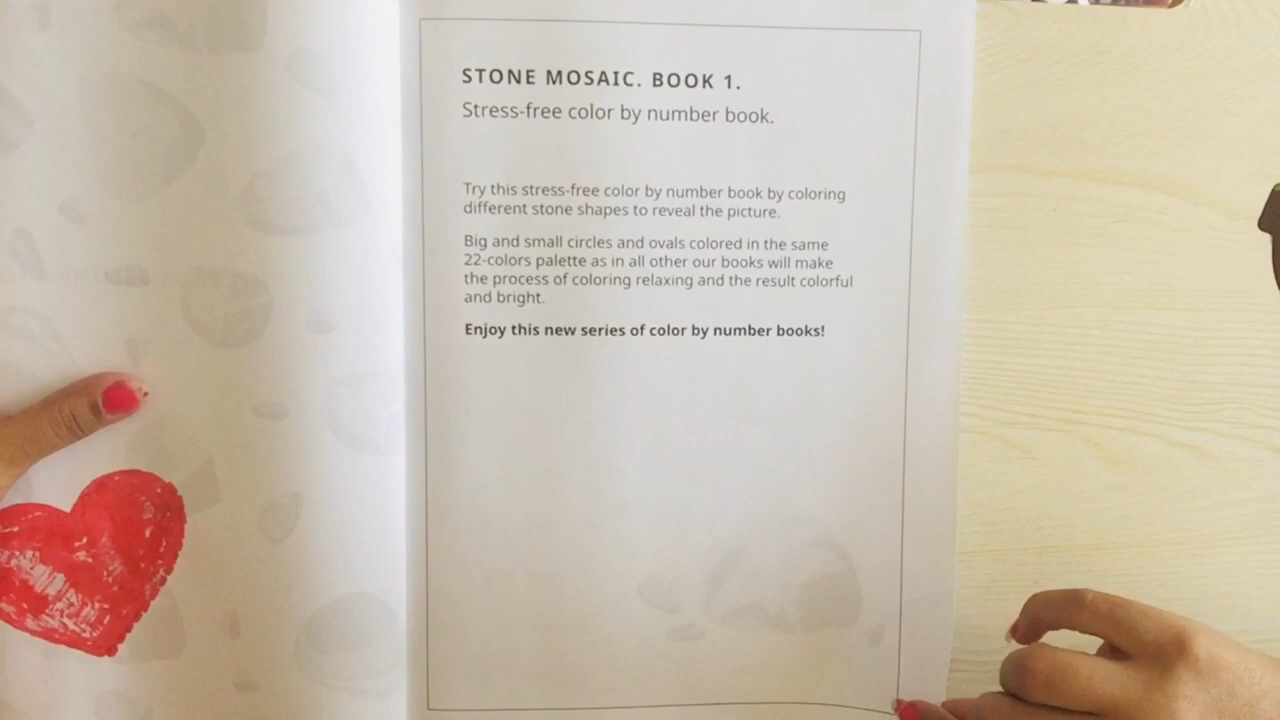 STONE MOSAIC. BOOK 1.
Stress-free color by number book.
Try this stress-free color by number book by coloring
different stone shapes to reveal the picture.
Big and small circles and ovals colored in the same
22-colors palette as in all other our books will make
the process of coloring relaxing and the result colorful
and bright.
Enjoy this new series of color by number books!